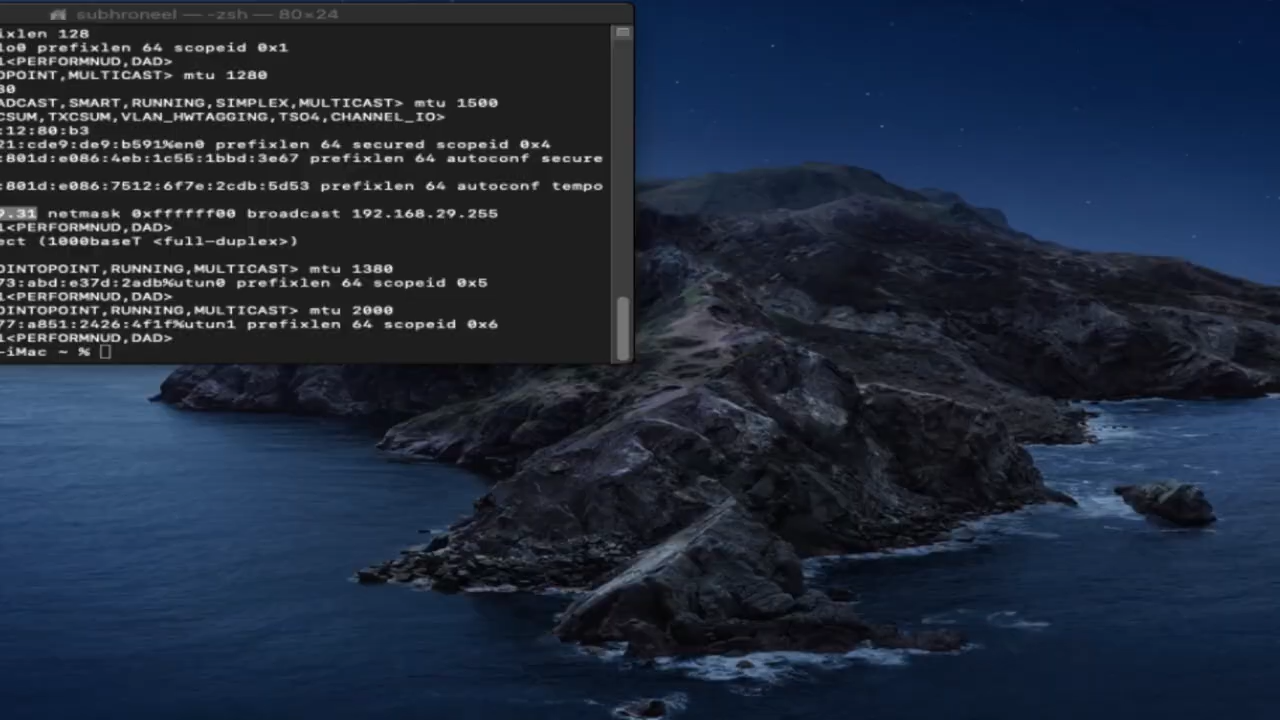 subhroneel — -zsh — 80×24
ixlen 128
lo0 prefixlen 64 scopeid 0x1
1<PERFORMNUD,DAD>
OPOINT,MULTICAST> mtu 1280
80
ADCAST,SMART,RUNNING,SIMPLEX,MULTICAST> mtu 1500
CSUM,TXCSUM,VLAN_HWTAGGING,TSO4,CHANNEL_IO>
:12:80:b3
21:cde9:de9:b591%en0 prefixlen 64 secured scopeid 0x4
:801d:e086:4eb:1c55:1bbd:3e67 prefixlen 64 autoconf secure
:801d:e086:7512:6f7e:2cdb:5d53 prefixlen 64 autoconf tempo
9.31 netmask 0xffffff00 broadcast 192.168.29.255
1<PERFORMNUD,DAD>
ect (1000baseT <full-duplex>)
OINTOPOINT,RUNNING,MULTICAST> mtu 1380
73:abd:e37d:2adb%utun0 prefixlen 64 scopeid 0x5
1<PERFORMNUD,DAD>
OINTOPOINT,RUNNING,MULTICAST> mtu 2000
77:a851:2426:4f1f%utun1 prefixlen 64 scopeid 0x6
1<PERFORMNUD,DAD>
-iMac ~ %